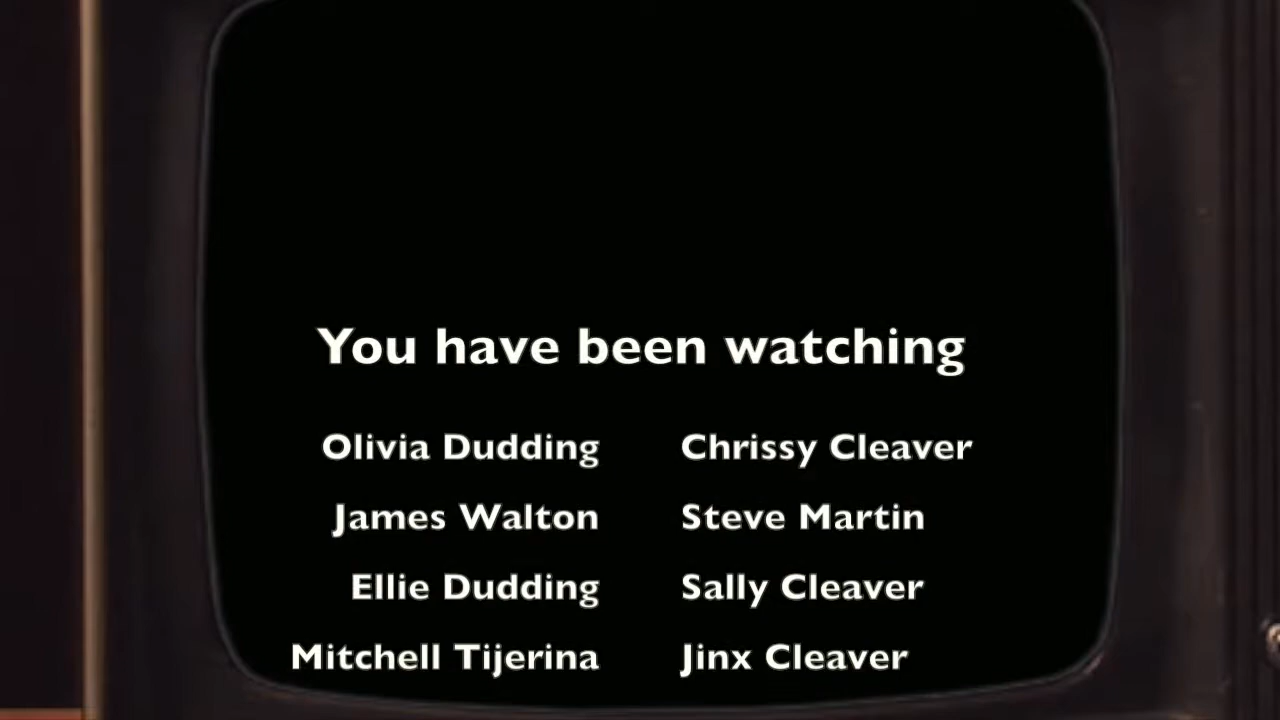 You have been watching
Olivia Dudding Chrissy Cleaver
James Walton Steve Martin
Ellie Dudding Sally Cleaver
Mitchell Tijerina Jinx Cleaver